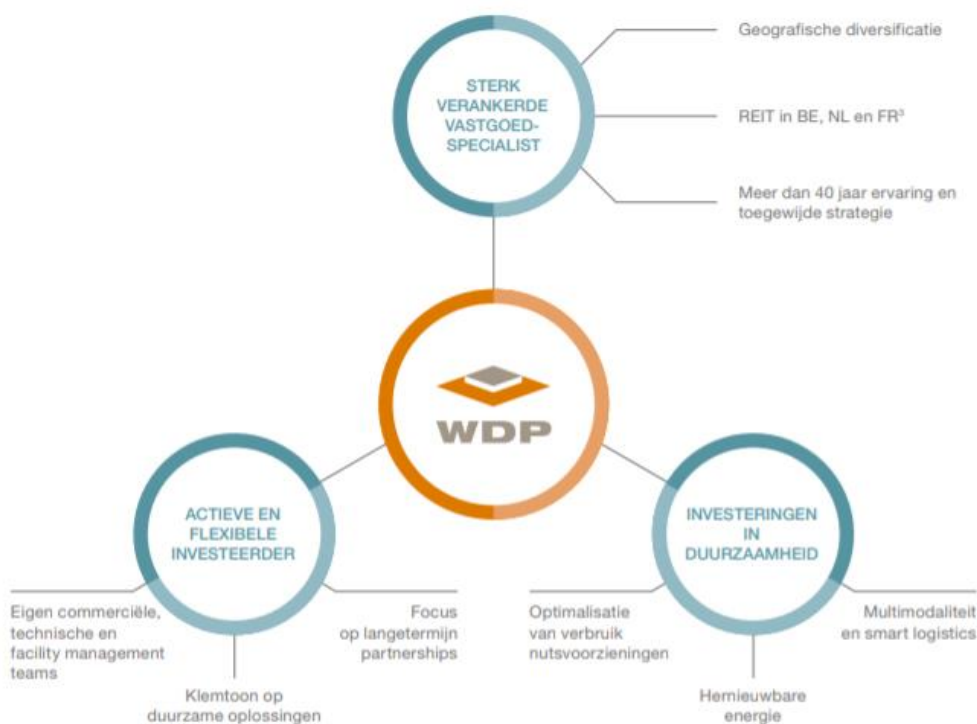 Geografische diversificatie
STERK
VERANKERDE
VASTGOED-
SPECIALIST
REIT in BE, NL en FR³
Meer dan 40 jaar ervaring en
toegewijde strategie
WDP
ACTIEVE EN
FLEXIBELE
INVESTEERDER
Eigen commerciële,
technische en
facility management
teams
Klemtoon op
duurzame oplossingen
Focus
op langetermijn
partnerships
INVESTERINGEN
IN
DUURZAAMHEID
Optimalisatie
van verbruik
nutsvoorzieningen
Hernieuwbare
energie
Multimodaliteit
en smart logistics